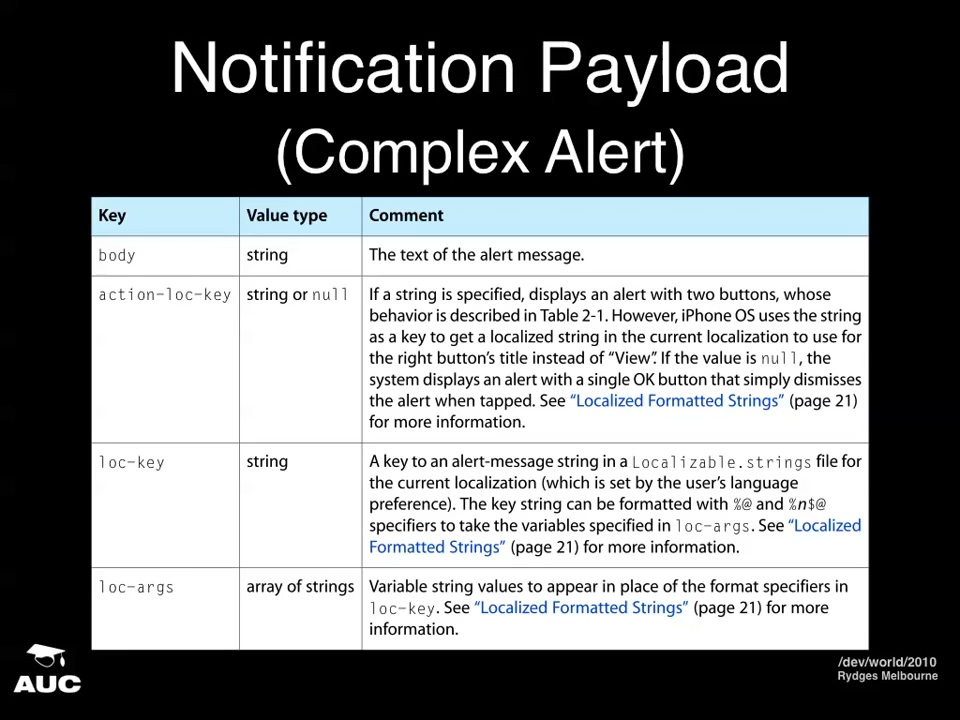 Notification Payload
(Complex Alert)
Key Value type Comment
body string The text of the alert message.
action-loc-key string or null If a string is specified, displays an alert with two buttons, whose
behavior is described in Table 2-1. However, iPhone OS uses the string
as a key to get a localized string in the current localization to use for
the right button's title instead of “View”. If the value is null, the
system displays an alert with a single OK button that simply dismisses
the alert when tapped. See “Localized Formatted Strings” (page 21)
for more information.
loc-key string A key to an alert-message string in a Localizable.strings file for
the current localization (which is set by the user's language
preference). The key string can be formatted with %@ and %n$@
specifiers to take the variables specified in loc-args. See “Localized
Formatted Strings” (page 21) for more information.
loc-args array of strings Variable string values to appear in place of the format specifiers in
loc-key. See “Localized Formatted Strings” (page 21) for more
information.
AUC
/dev/world/2010
Rydges Melbourne